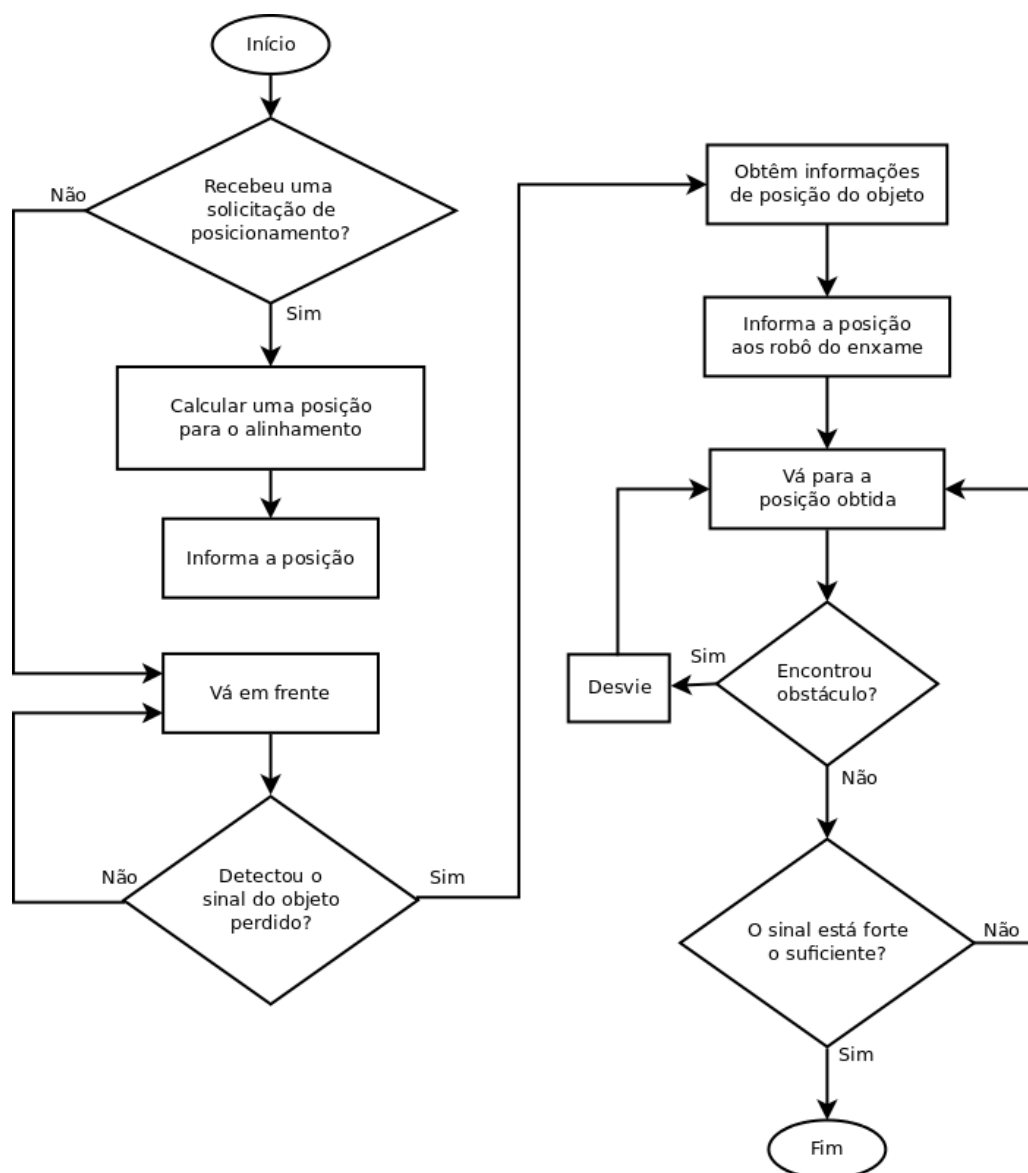 Início
Não
Recebeu uma
solicitação de
posicionamento?
Sim
Calcular uma posição
para o alinhamento
Informa a posição
Vá em frente
Não
Detectou o
sinal do objeto
perdido?
Sim
Obtêm informações
de posição do objeto
Informa a posição
aos robô do enxame
Vá para a
posição obtida
Sim
Desvie
Encontrou
obstáculo?
Não
O sinal está forte
o suficiente?
Não
Sim
Fim